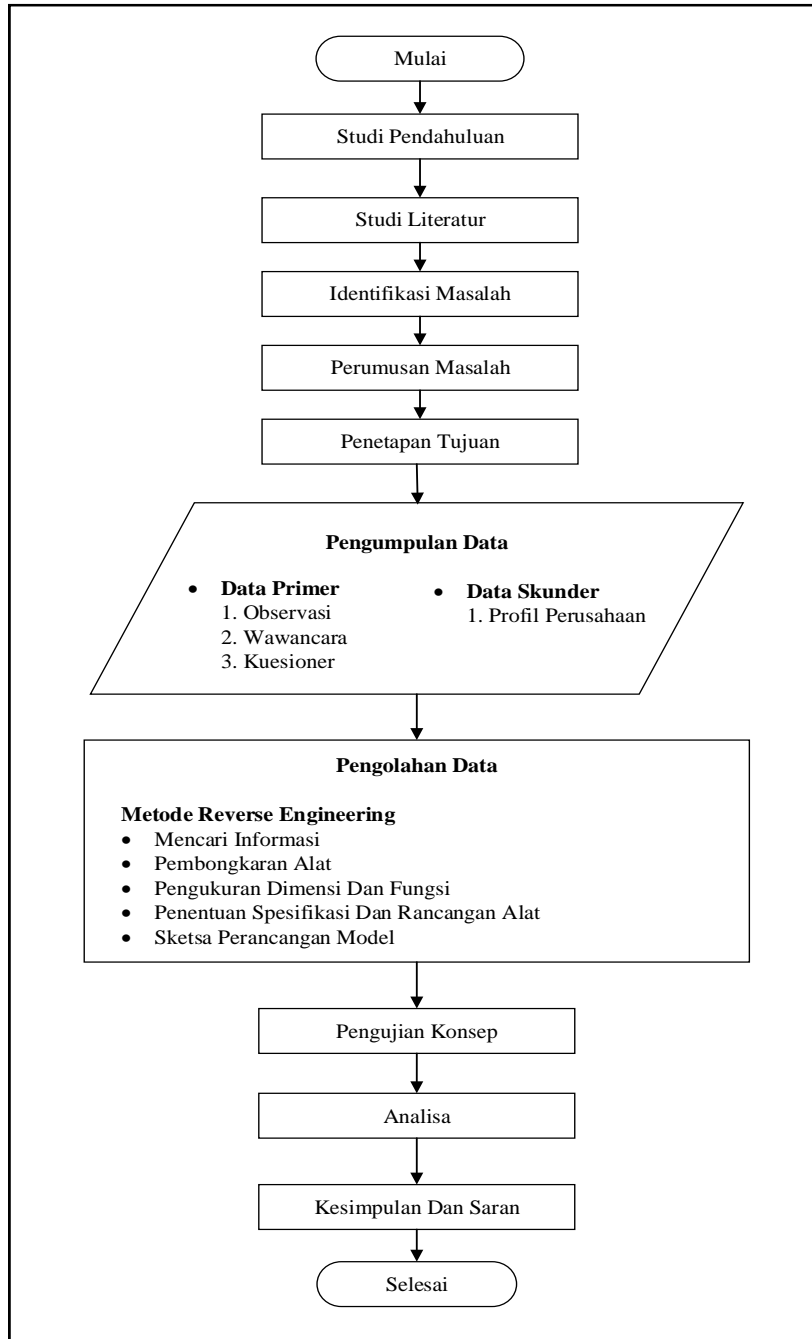 Mulai
Studi Pendahuluan
Studi Literatur
Identifikasi Masalah
Perumusan Masalah
Penetapan Tujuan
Pengumpulan Data
• Data Primer
1. Observasi
2. Wawancara
3. Kuesioner
• Data Skunder
1. Profil Perusahaan
Pengolahan Data
Metode Reverse Engineering
• Mencari Informasi
• Pembongkaran Alat
• Pengukuran Dimensi Dan Fungsi
• Penentuan Spesifikasi Dan Rancangan Alat
• Sketsa Perancangan Model
Pengujian Konsep
Analisa
Kesimpulan Dan Saran
Selesai